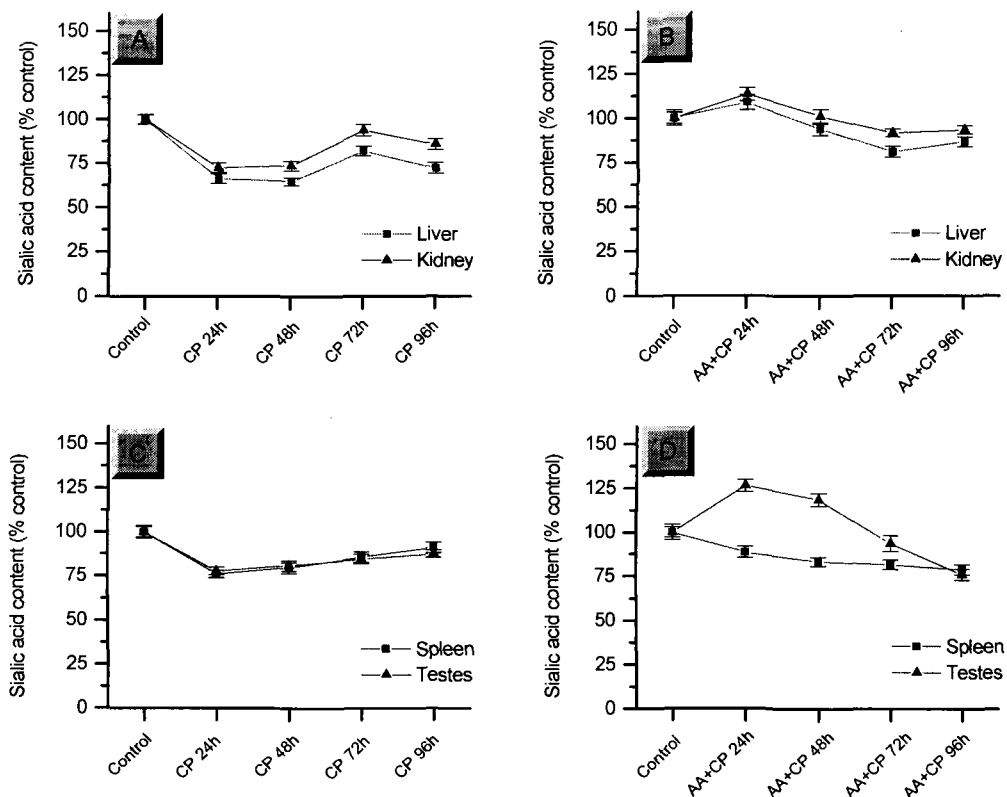 A
Sialic acid content (% control)
150
125
100
75
50
25
0
Liver
Kidney
Control
CP 24h
CP 48h
CP 72h
CP 96h
B
Sialic acid content (% control)
150
125
100
75
50
25
0
Liver
Kidney
Control
AA+CP 24h
AA+CP 48h
AA+CP 72h
AA+CP 96h
C
Sialic acid content (% control)
150
125
100
75
50
25
0
Spleen
Testes
Control
CP 24h
CP 48h
CP 72h
CP 96h
D
Sialic acid content (% control)
150
125
100
75
50
25
0
Spleen
Testes
Control
AA+CP 24h
AA+CP 48h
AA+CP 72h
AA+CP 96h